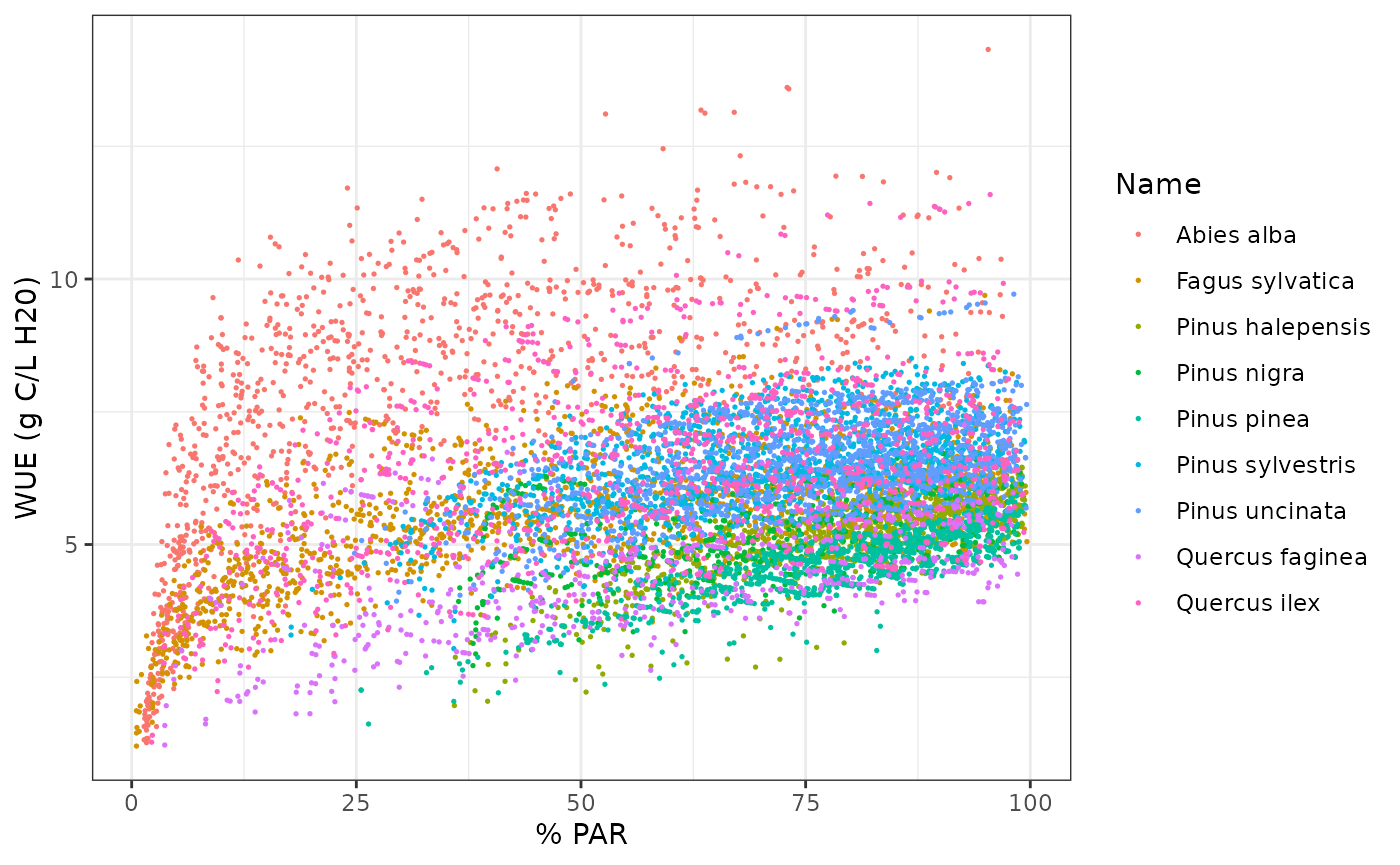 WUE (g C/L H20)
10
5
0
25
50
75
100
% PAR
Name
Abies alba
Fagus sylvatica
Pinus halepensis
Pinus nigra
Pinus pinea
Pinus sylvestris
Pinus uncinata
Quercus faginea
Quercus ilex